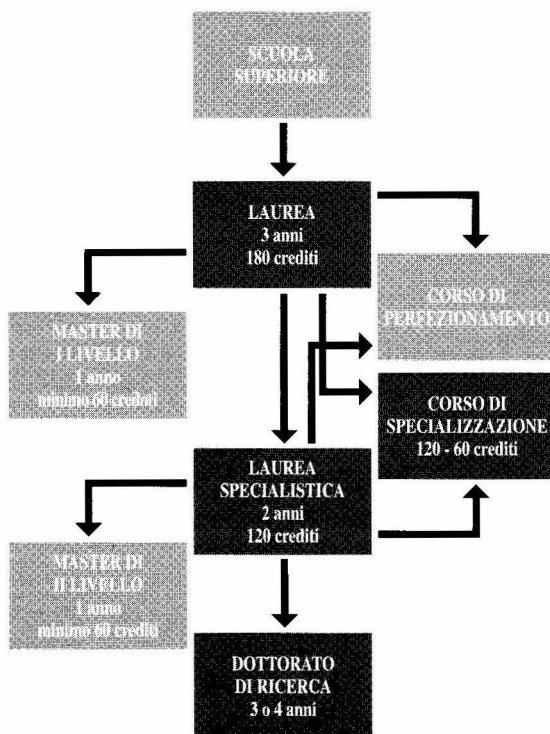 SCUOLA
SUPERIORE
LAUREA
3 anni
180 crediti
CORSO DI
PERFEZIONAMENTO
MASTER DI
I LIVELLO
1 anno
minimo 60 crediti
CORSO DI
SPECIALIZZAZIONE
120 - 60 crediti
LAUREA
SPECIALISTICA
2 anni
120 crediti
MASTER DI
II LIVELLO
1 anno
minimo 60 crediti
DOTTORATO
DI RICERCA
3 o 4 anni